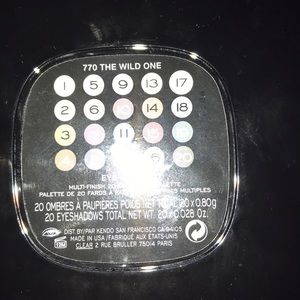 770 THE WILD ONE
1 5 9 13 17
2 6 10 14 18
3 11 15
4 20
20 OMBRES À PAUPIÈRES POIDS NET TOTAL 20 x 0.80g
20 EYESHADOWS TOTAL NET WT. 20 x 0.028 Oz.
DIST BY/PAR KENDO SAN FRANCISCO CA 94105
MADE IN USA/FABRIQUÉ AUX ETATS-UNIS
CLEAR 2 RUE BRULLER 75014 PARIS